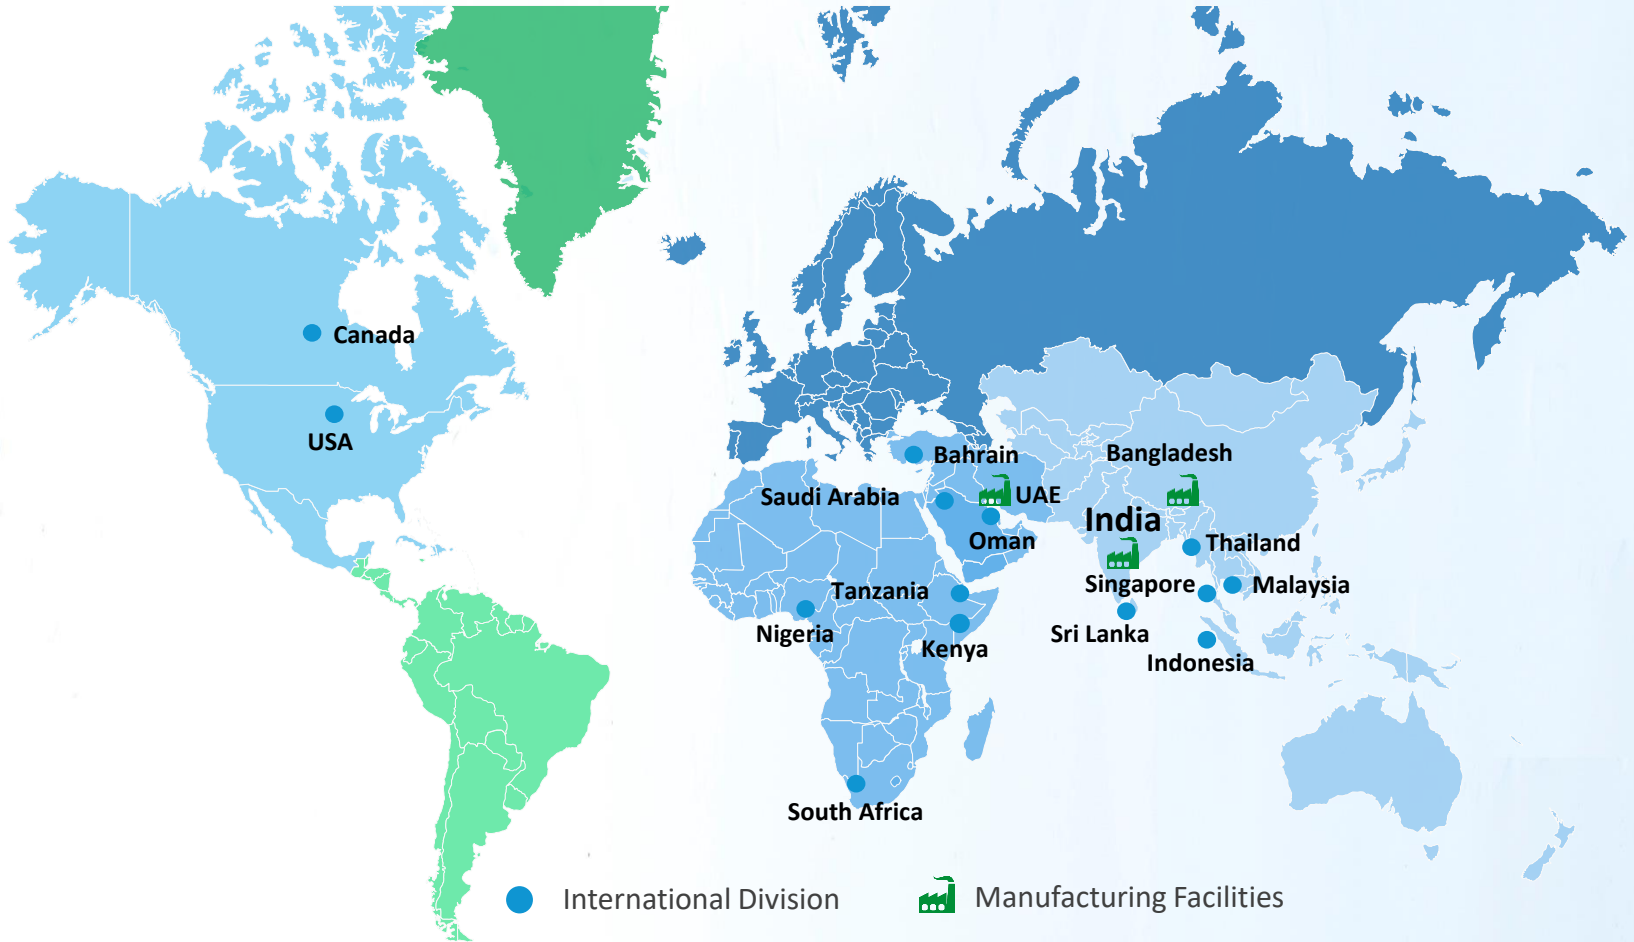 Canada
USA
Bahrain
Bangladesh
Saudi Arabia
UAE
India
Oman
Thailand
Singapore
Malaysia
Tanzania
Nigeria
Sri Lanka
Kenya
Indonesia
South Africa
International Division
Manufacturing Facilities